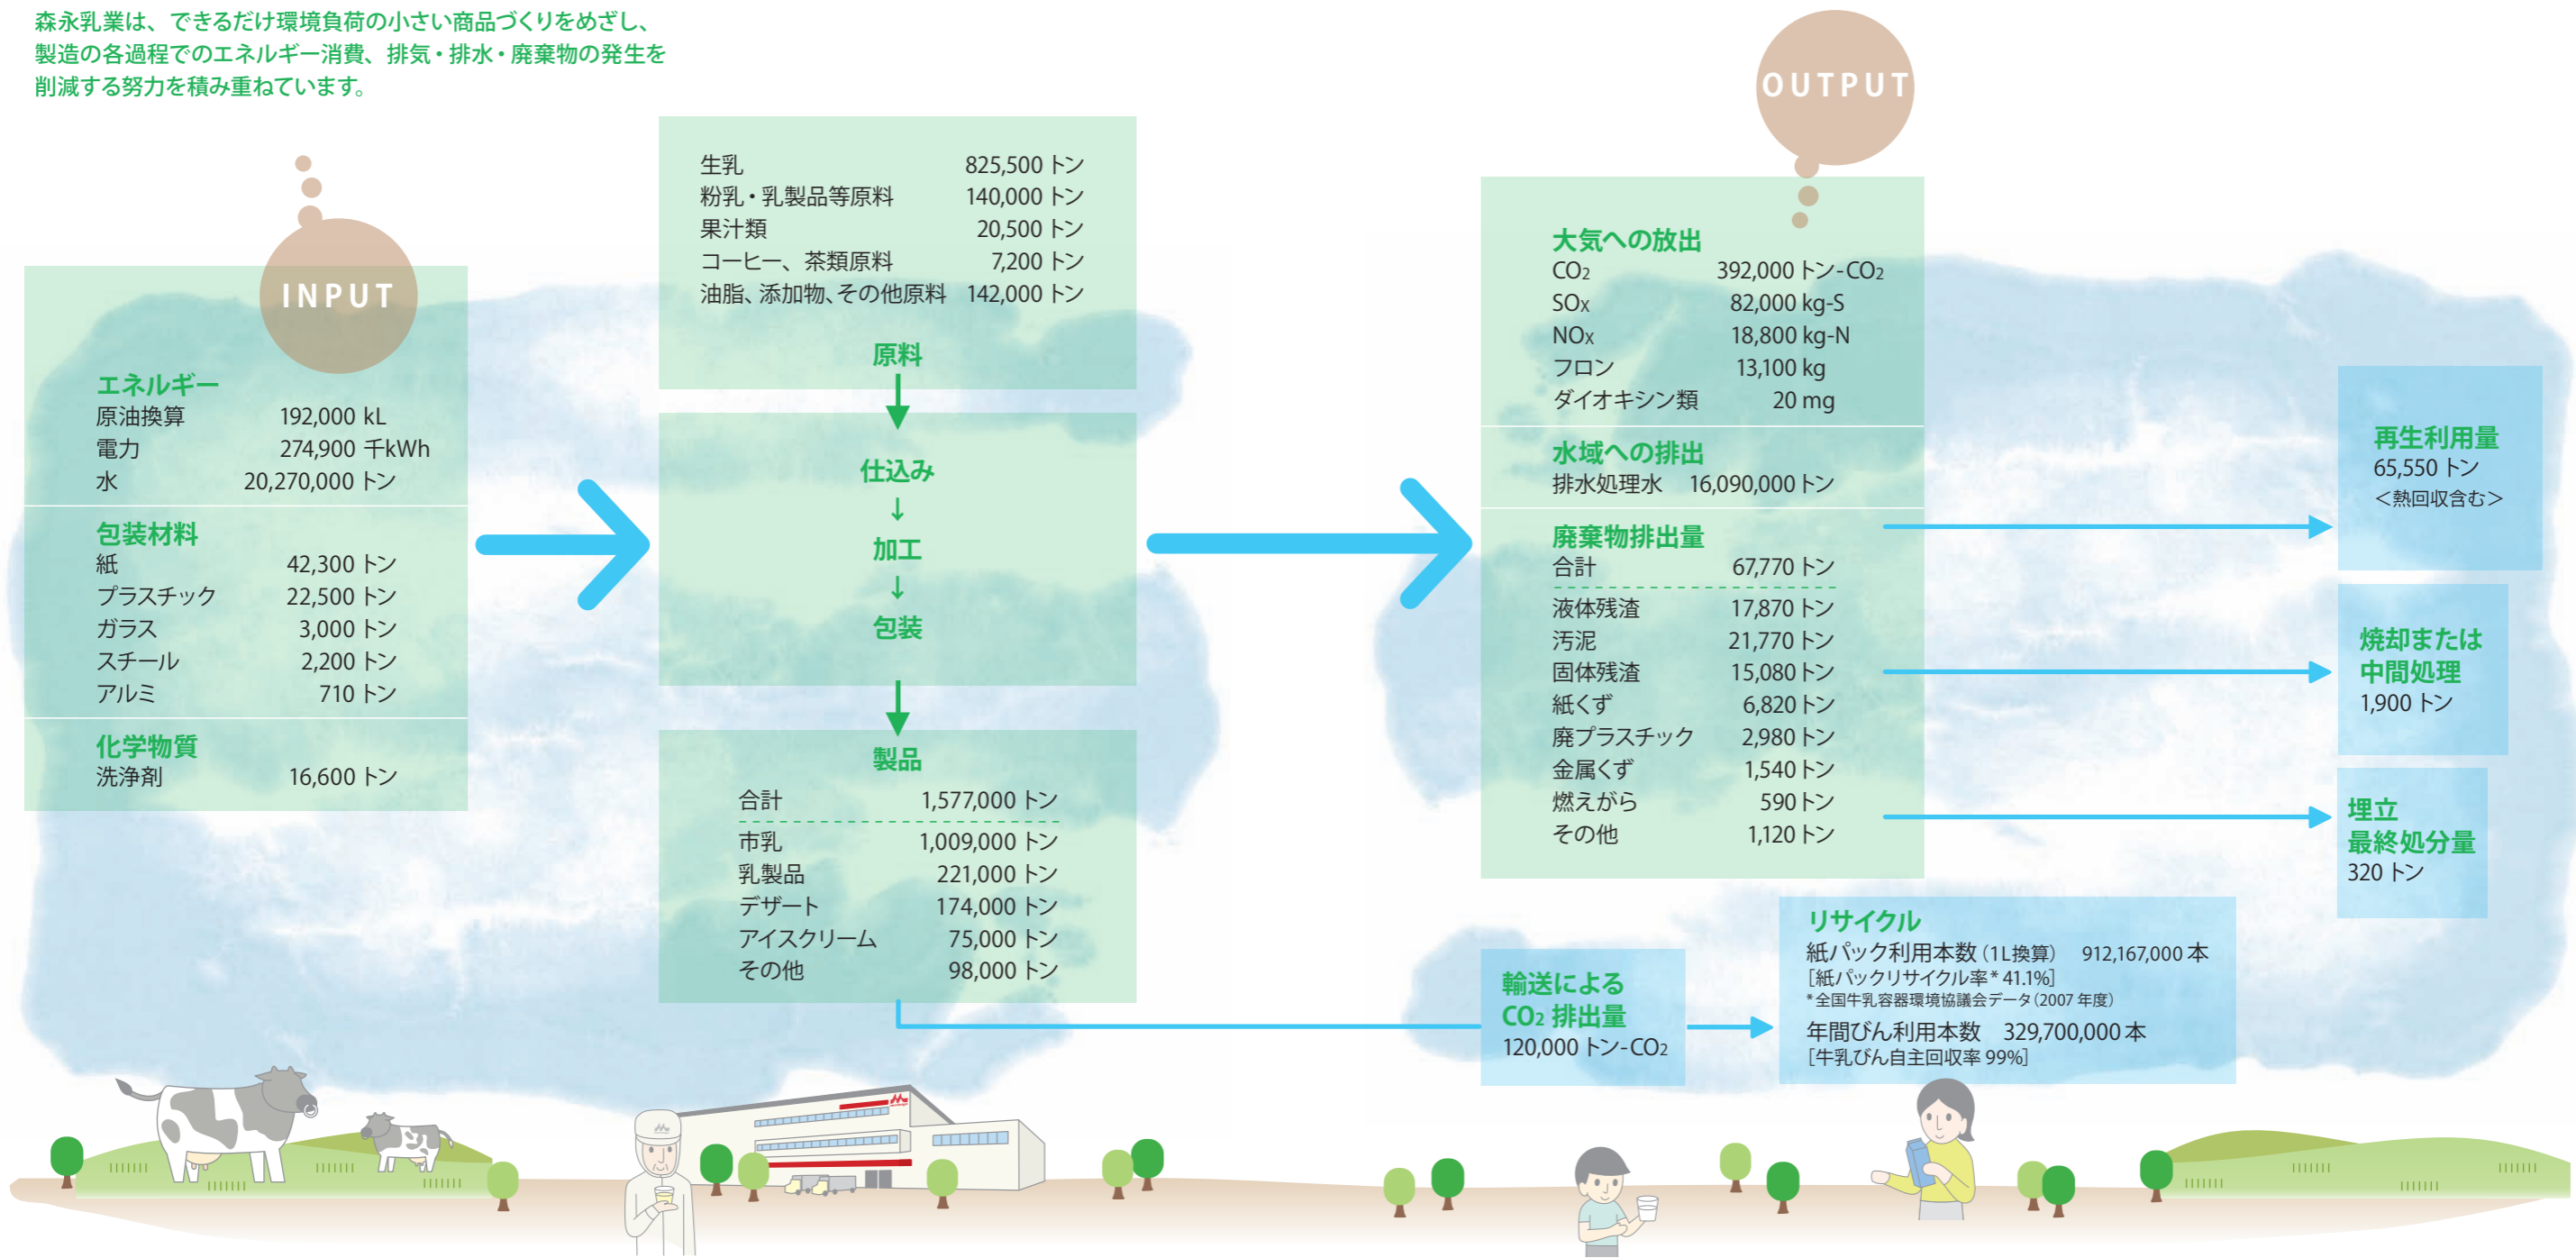 森永乳業は、できるだけ環境負荷の小さい商品づくりをめざし、
製造の各過程でのエネルギー消費、排気・排水・廃棄物の発生を
削減する努力を積み重ねています。
INPUT
エネルギー
原油換算 192,000 kL
電力 274,900 千kWh
水 20,270,000 トン
包装材料
紙 42,300 トン
プラスチック 22,500 トン
ガラス 3,000 トン
スチール 2,200 トン
アルミ 710 トン
化学物質
洗浄剤 16,600 トン
生乳 825,500 トン
粉乳・乳製品等原料 140,000 トン
果汁類 20,500 トン
コーヒー、茶類原料 7,200 トン
油脂、添加物、その他原料 142,000 トン
原料
仕込み
↓
加工
↓
包装
製品
合計 1,577,000 トン
市乳 1,009,000 トン
乳製品 221,000 トン
デザート 174,000 トン
アイスクリーム 75,000 トン
その他 98,000 トン
OUTPUT
大気への放出
CO2 392,000 トン-CO2
SOX 82,000 kg-S
NOX 18,800 kg-N
フロン 13,100 kg
ダイオキシン類 20 mg
水域への排出
排水処理水 16,090,000トン
廃棄物排出量
合計 67,770 トン
液体残渣 17,870 トン
汚泥 21,770 トン
固体残渣 15,080 トン
紙くず 6,820 トン
廃プラスチック 2,980 トン
金属くず 1,540 トン
燃えがら 590 トン
その他 1,120 トン
再生利用量
65,550 トン
＜熱回収含む＞
焼却または
中間処理
1,900 トン
埋立
最終処分量
320 トン
輸送による
CO2 排出量
120,000 トン-CO2
リサイクル
紙パック利用本数（1L換算） 912,167,000 本
［紙パックリサイクル率* 41.1%］
*全国牛乳容器環境協議会データ（2007 年度）
年間びん利用本数 329,700,000 本
［牛乳びん自主回収率 99%］